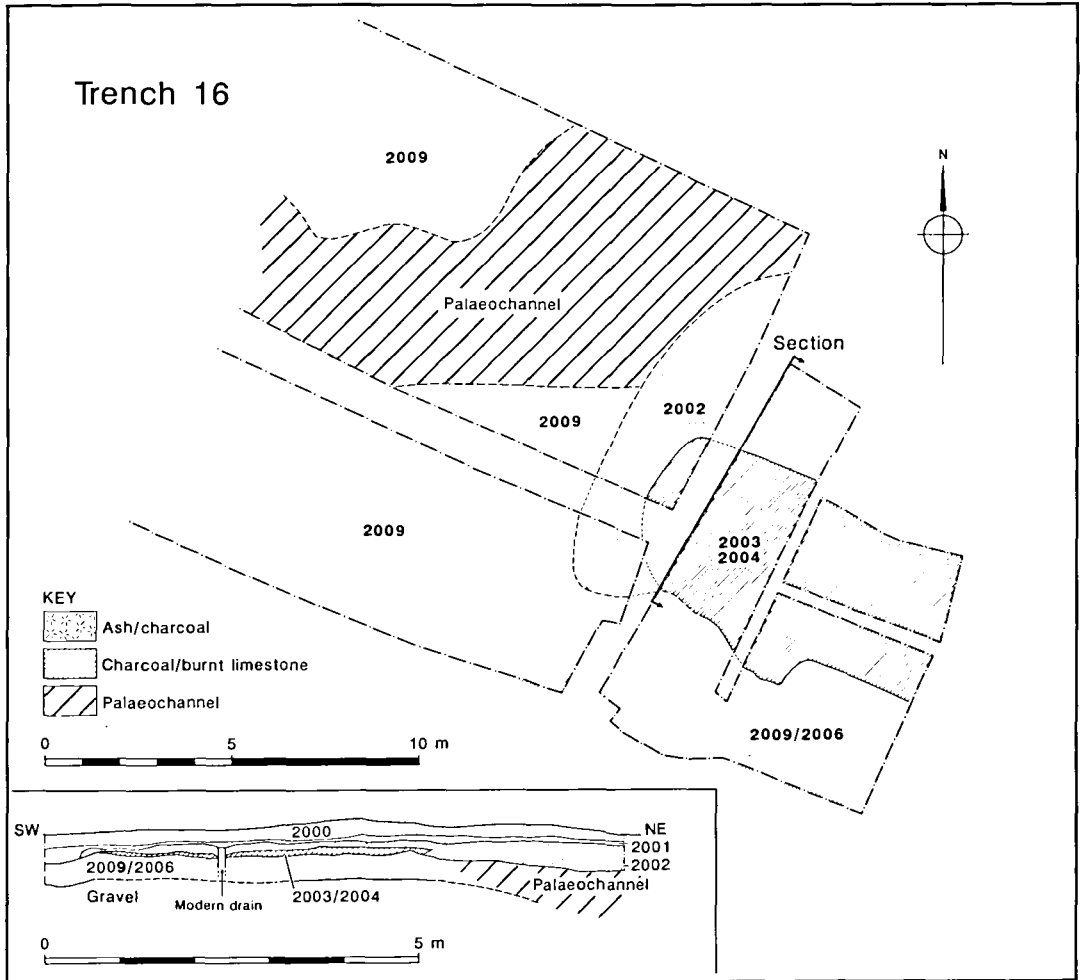 Trench 16
N
2009
Palaeochannel
Section
2002
2009
2009
2003
2004
2009/2006
KEY
Ash/charcoal
Charcoal/burnt limestone
Palaeochannel
0 5 10 m
SW 2000 NE
2001
2002
2009/2006
Palaeochannel
Gravel
Modern drain
2003/2004
0 5 m